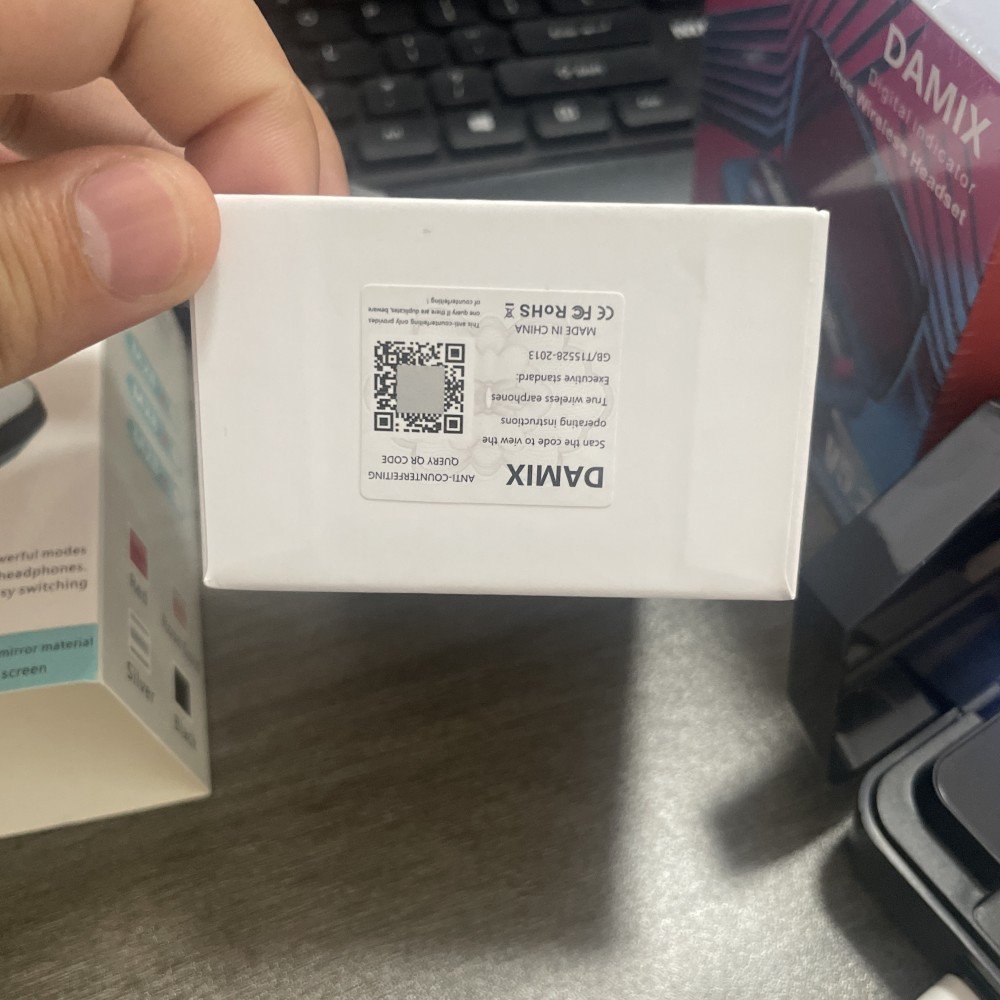 DAMIX
Scan the code to view the
operating instructions
True wireless earphones
Executive standard:
GB/T15528-2013
MADE IN CHINA
CE FC RoHS
ANTI-COUNTERFEITING
QUERY QR CODE
This anti-counterfeiting only provides
one query if there are duplicates, beware
of counterfeiting !
DAMIX
Digital indicator
True Wireless Headset
werful modes
headphones.
sy switching
mirror material
screen
Red
Silver